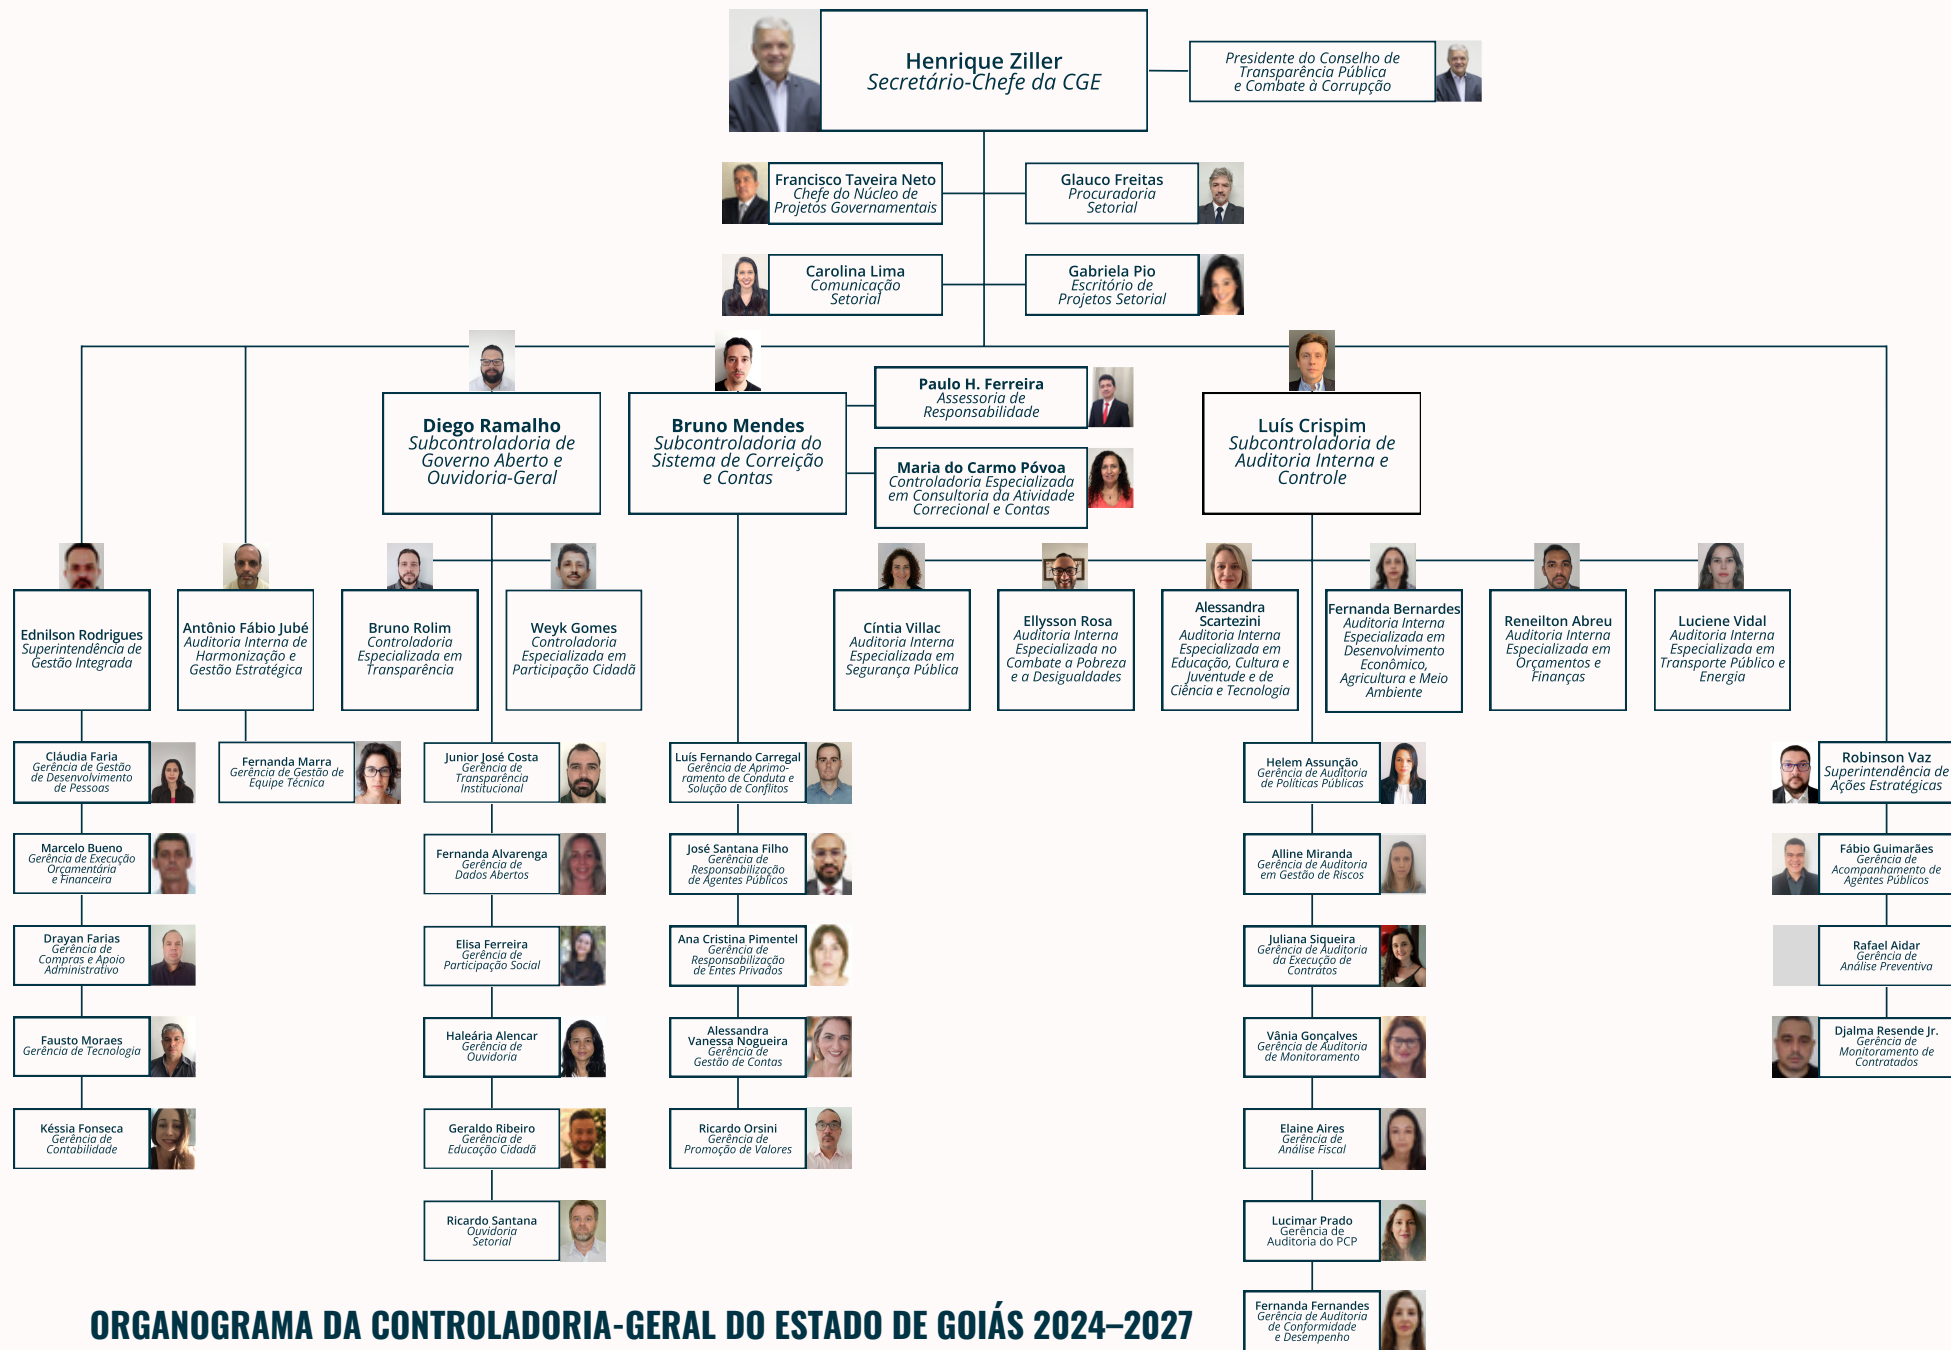 Henrique Ziller
Secretário-Chefe da CGE
Presidente do Conselho de
Transparência Pública
e Combate à Corrupção
Francisco Taveira Neto
Chefe do Núcleo de
Projetos Governamentais
Glauco Freitas
Procuradoria
Setorial
Carolina Lima
Comunicação
Setorial
Gabriela Pio
Escritório de
Projetos Setorial
Diego Ramalho
Subcontroladoria de
Governo Aberto e
Ouvidoria-Geral
Bruno Mendes
Subcontroladoria do
Sistema de Correição
e Contas
Paulo H. Ferreira
Assessoria de
Responsabilidade
Maria do Carmo Póvoa
Controladoria Especializada
em Consultoria da Atividade
Correcional e Contas
Luís Crispim
Subcontroladoria de
Auditoria Interna e
Controle
Ednilson Rodrigues
Superintendência de
Gestão Integrada
Antônio Fábio Jubé
Auditoria Interna de
Harmonização e
Gestão Estratégica
Bruno Rolim
Controladoria
Especializada em
Transparência
Weyk Gomes
Controladoria
Especializada em
Participação Cidadã
Cíntia Villac
Auditoria Interna
Especializada em
Segurança Pública
Ellysson Rosa
Auditoria Interna
Especializada no
Combate a Pobreza
e a Desigualdades
Alessandra
Scartezini
Auditoria Interna
Especializada em
Educação, Cultura e
Juventude e de
Ciência e Tecnologia
Fernanda Bernardes
Auditoria Interna
Especializada em
Desenvolvimento
Econômico,
Agricultura e Meio
Ambiente
Reneilton Abreu
Auditoria Interna
Especializada em
Orçamentos e
Finanças
Luciene Vidal
Auditoria Interna
Especializada em
Transporte Público e
Energia
Cláudia Faria
Gerência de Gestão
de Desenvolvimento
de Pessoas
Fernanda Marra
Gerência de Gestão de
Equipe Técnica
Junior José Costa
Gerência de
Transparência
Institucional
Luís Fernando Carregal
Gerência de Aprimo-
ramento de Conduta e
Solução de Conflitos
Helem Assunção
Gerência de Auditoria
de Políticas Públicas
Robinson Vaz
Superintendência de
Ações Estratégicas
Marcelo Bueno
Gerência de Execução
Orçamentária
e Financeira
Fernanda Alvarenga
Gerência de
Dados Abertos
José Santana Filho
Gerência de
Responsabilização
de Agentes Públicos
Alline Miranda
Gerência de Auditoria
em Gestão de Riscos
Fábio Guimarães
Gerência de
Acompanhamento de
Agentes Públicos
Drayan Farias
Gerência de
Compras e Apoio
Administrativo
Elisa Ferreira
Gerência de
Participação Social
Ana Cristina Pimentel
Gerência de
Responsabilização
de Entes Privados
Juliana Siqueira
Gerência de Auditoria
da Execução de
Contratos
Rafael Aidar
Gerência de
Análise Preventiva
Fausto Moraes
Gerência de Tecnologia
Haleária Alencar
Gerência de
Ouvidoria
Alessandra
Vanessa Nogueira
Gerência de
Gestão de Contas
Vânia Gonçalves
Gerência de Auditoria
de Monitoramento
Djalma Resende Jr.
Gerência de
Monitoramento de
Contratados
Késsia Fonseca
Gerência de
Contabilidade
Geraldo Ribeiro
Gerência de
Educação Cidadã
Ricardo Orsini
Gerência de
Promoção de Valores
Elaine Aires
Gerência de
Análise Fiscal
Ricardo Santana
Ouvidoria
Setorial
Lucimar Prado
Gerência de
Auditoria do PCP
Fernanda Fernandes
Gerência de Auditoria
de Conformidade
e Desempenho
ORGANOGRAMA DA CONTROLADORIA-GERAL DO ESTADO DE GOIÁS 2024–2027